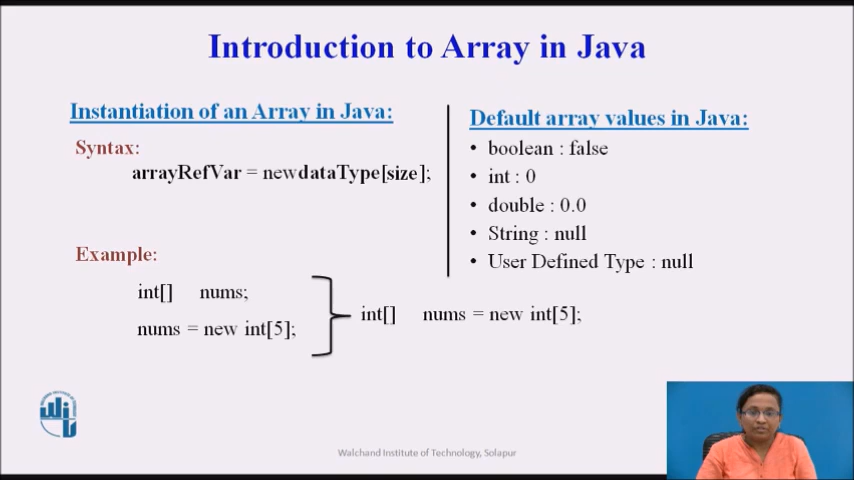 Introduction to Array in Java
Instantiation of an Array in Java:
Syntax:
arrayRefVar = newdataType[size];
Example:
int[] nums;
nums = new int[5];
int[] nums = new int[5];
Default array values in Java:
• boolean : false
• int : 0
• double : 0.0
• String : null
• User Defined Type : null
Walchand Institute of Technology, Solapur